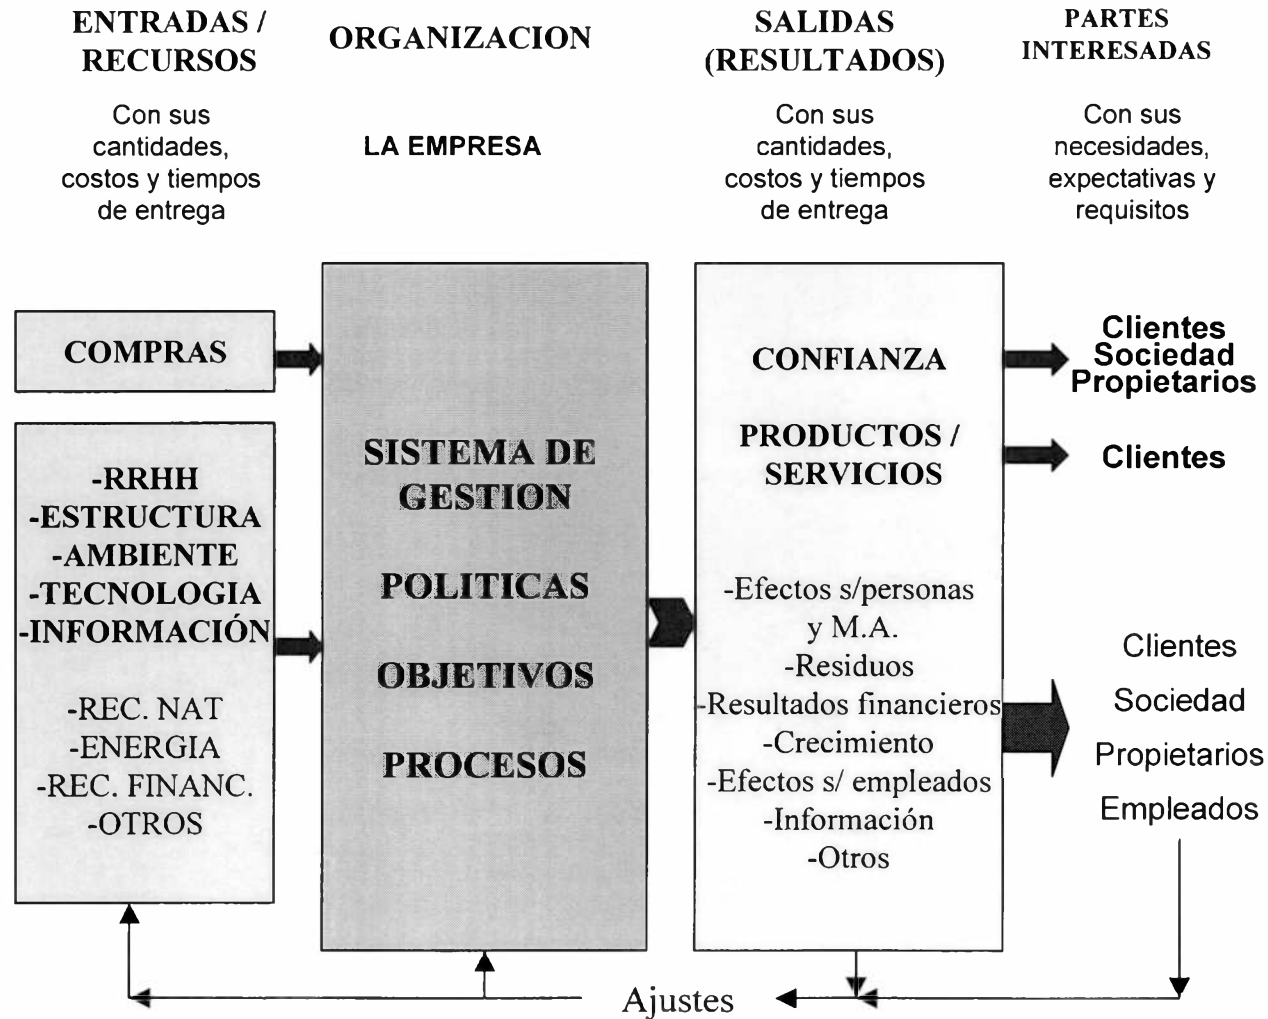 ENTRADAS /
RECURSOS
Con sus
cantidades,
costos y tiempos
de entrega
ORGANIZACION
LA EMPRESA
SALIDAS
(RESULTADOS)
Con sus
cantidades,
costos y tiempos
de entrega
PARTES
INTERESADAS
Con sus
necesidades,
expectativas y
requisitos
COMPRAS
-RRHH
-ESTRUCTURA
-AMBIENTE
-TECNOLOGIA
-INFORMACIÓN
-REC. NAT
-ENERGIA
-REC. FINANC.
-OTROS
SISTEMA DE
GESTION
POLITICAS
OBJETIVOS
PROCESOS
CONFIANZA
PRODUCTOS /
SERVICIOS
-Efectos s/personas
y M.A.
-Residuos
-Resultados financieros
-Crecimiento
-Efectos s/ empleados
-Información
-Otros
Clientes
Sociedad
Propietarios
Clientes
Clientes
Sociedad
Propietarios
Empleados
Ajustes